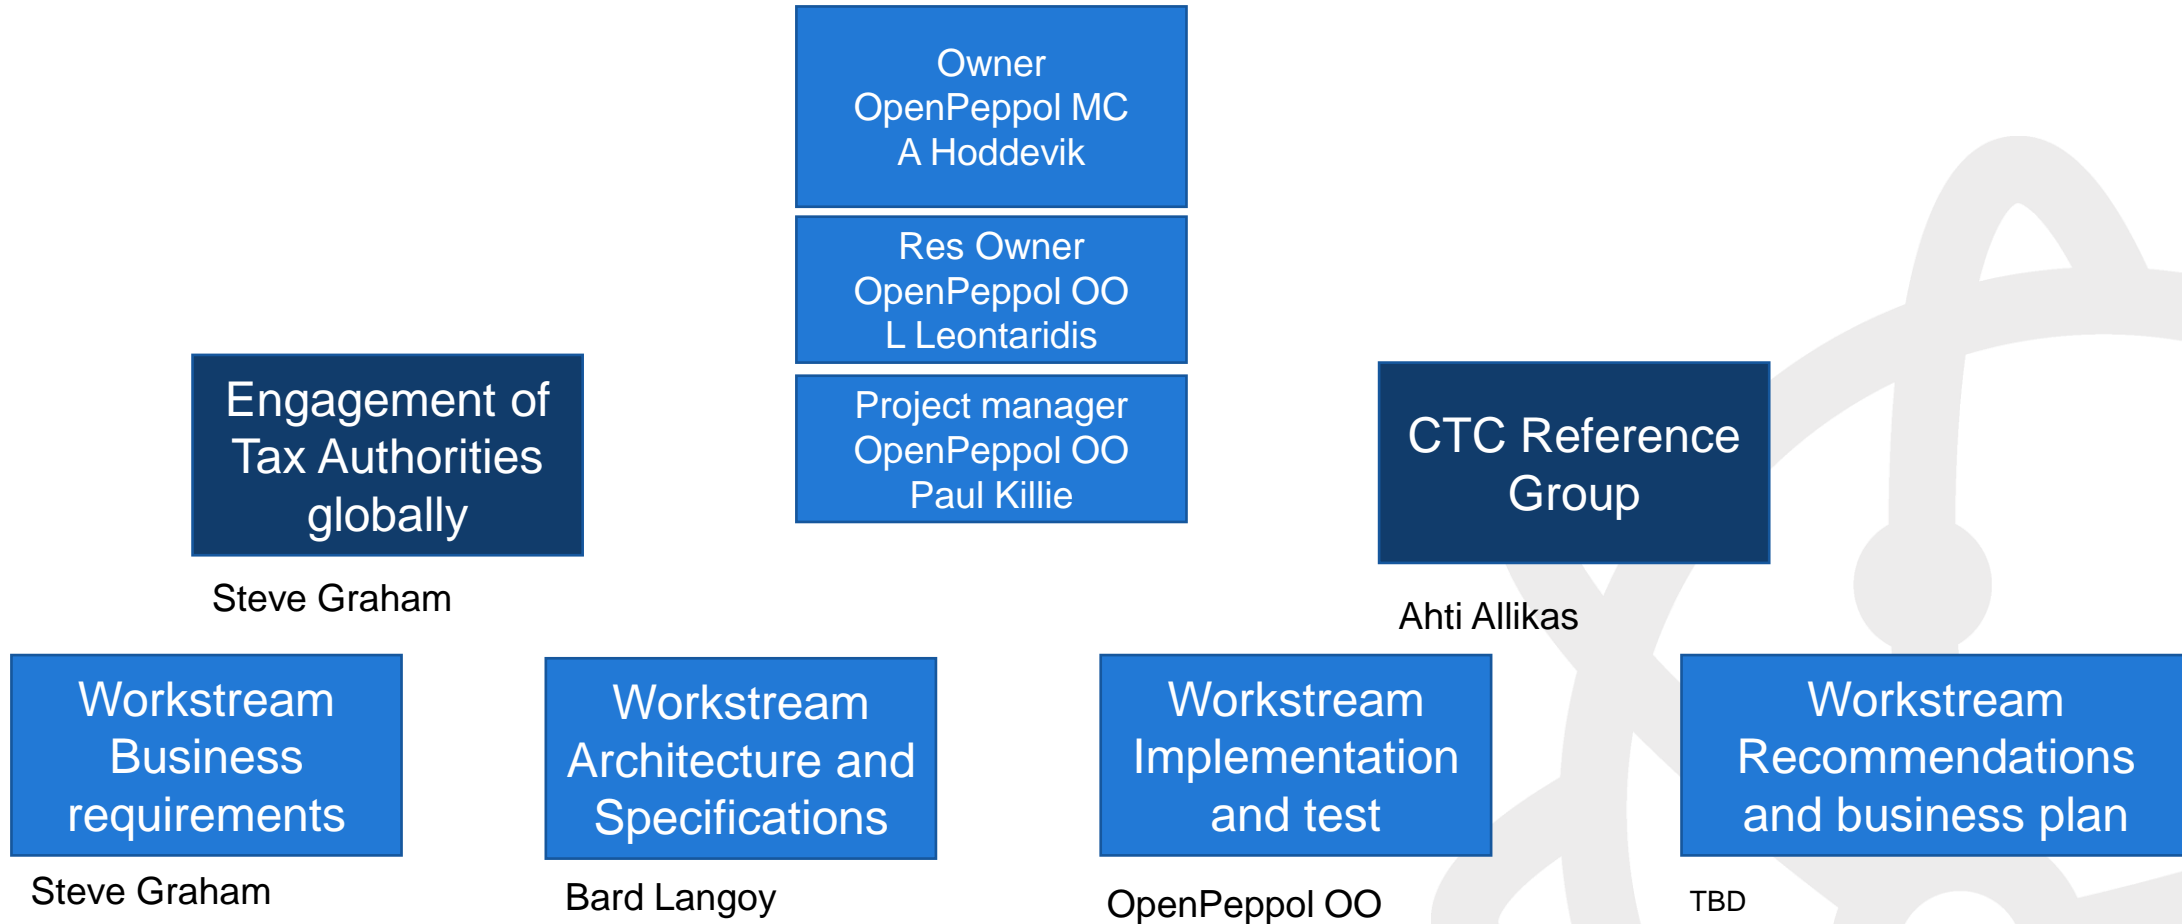 Owner
OpenPeppol MC
A Hoddevik
Res Owner
OpenPeppol OO
L Leontaridis
Project manager
OpenPeppol OO
Paul Killie
Engagement of
Tax Authorities
globally
Steve Graham
CTC Reference
Group
Ahti Allikas
Workstream
Business
requirements
Steve Graham
Workstream
Architecture and
Specifications
Bard Langoy
Workstream
Implementation
and test
OpenPeppol OO
Workstream
Recommendations
and business plan
TBD